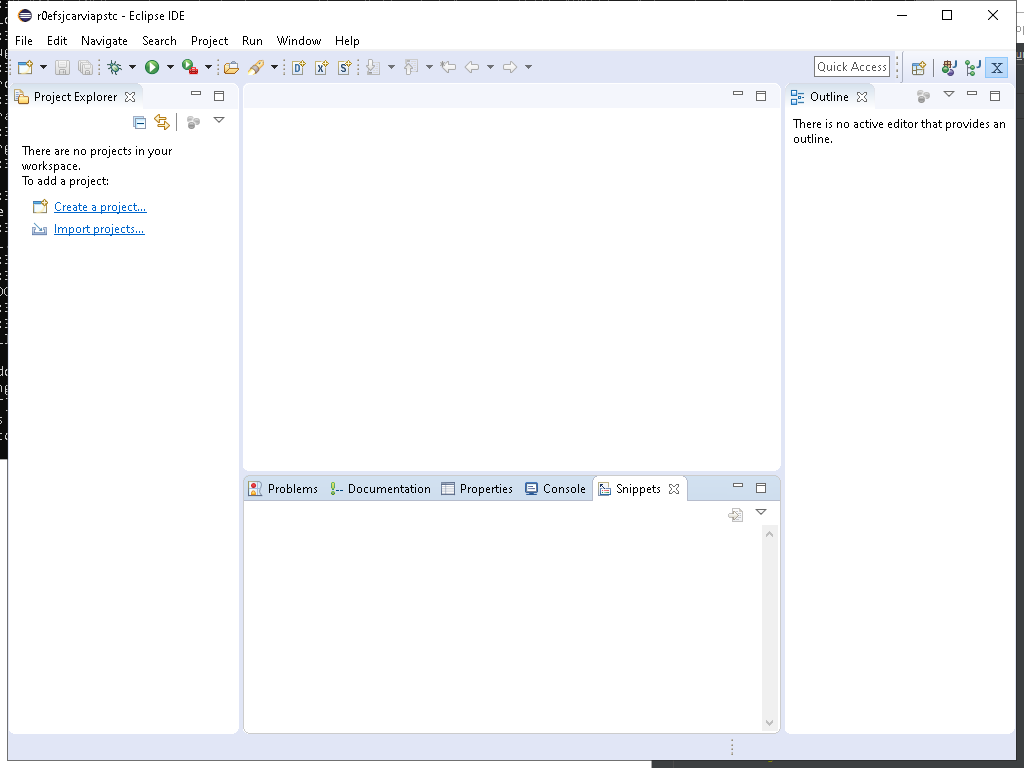 r0efsjcarviapstc - Eclipse IDE
File Edit Navigate Search Project Run Window Help
Quick Access
Project Explorer
Outline
There are no projects in your
workspace.
To add a project:
Create a project...
Import projects...
There is no active editor that provides an
outline.
Problems Documentation Properties Console Snippets